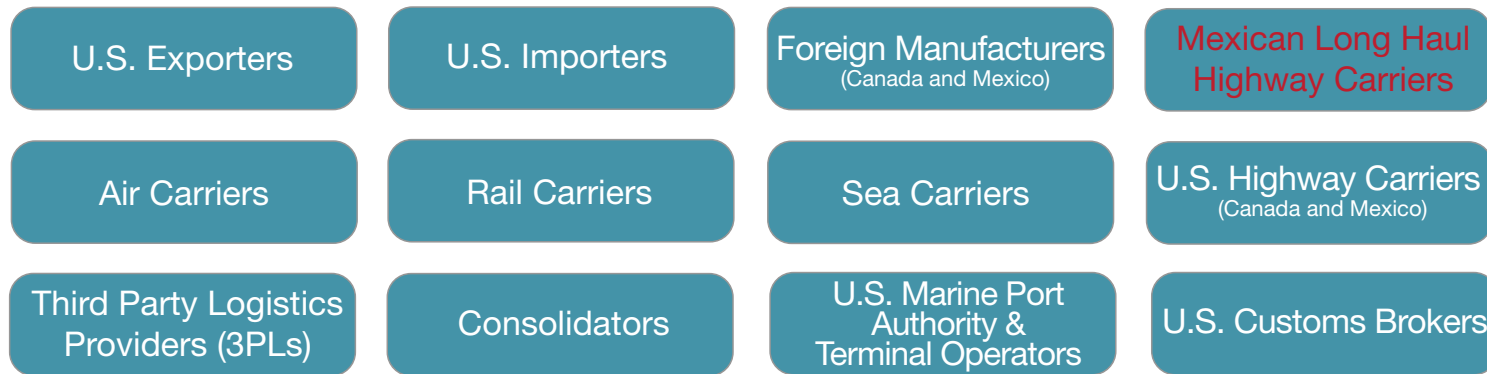 U.S. Exporters
U.S. Importers
Foreign Manufacturers
(Canada and Mexico)
Mexican Long Haul
Highway Carriers
Air Carriers
Rail Carriers
Sea Carriers
U.S. Highway Carriers
(Canada and Mexico)
Third Party Logistics
Providers (3PLs)
Consolidators
U.S. Marine Port
Authority &
Terminal Operators
U.S. Customs Brokers